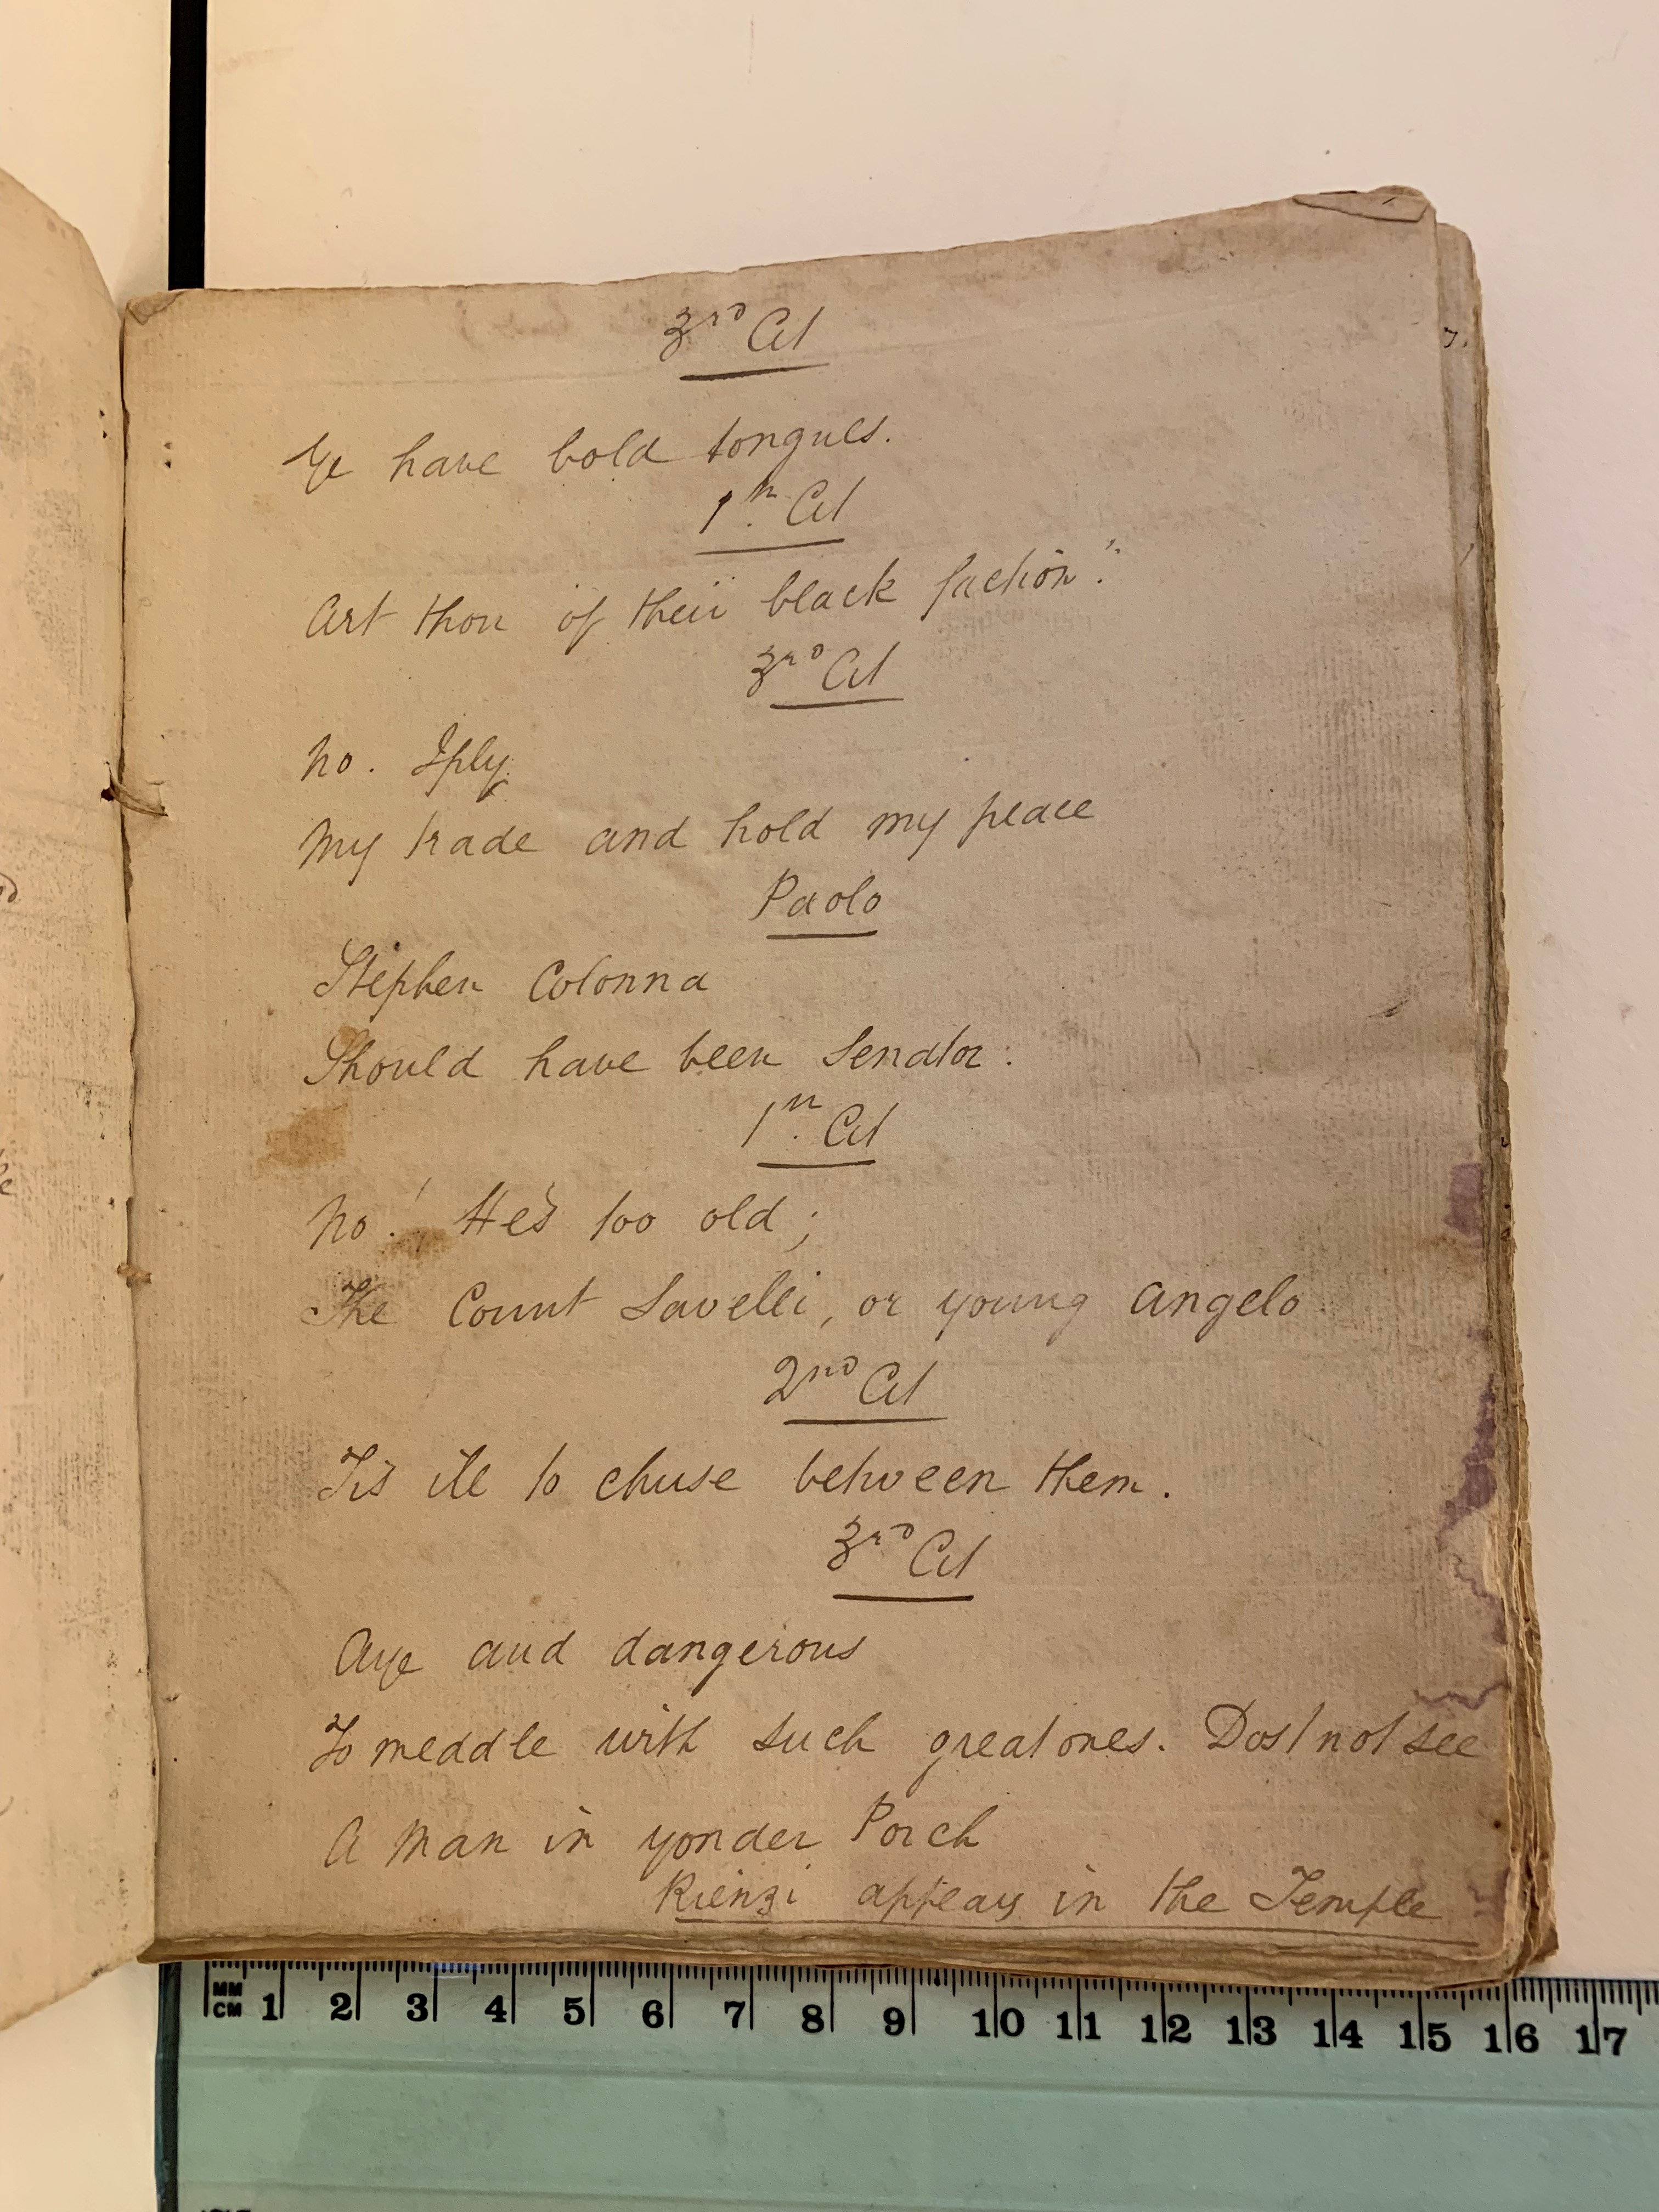 3rd Cit
Ye have bold tongues.
1st. Cit
Art thou of their black faction?
3rd Cit
No. I ply
My trade and hold my peace
Paolo
Stephen Colonna
Should have been Senator.
1st. Cit
No! He's too old;
The Count Savelli, or young Angelo
2nd Cit
Tis ill to chuse between them.
3rd Cit
Aye and dangerous
To meddle with such great ones. Dost not see
A Man in yonder Porch
Rienzi appears in the Temple
MM
CM 1 2 3 4 5 6 7 8 9 10 11 12 13 14 15 16 17